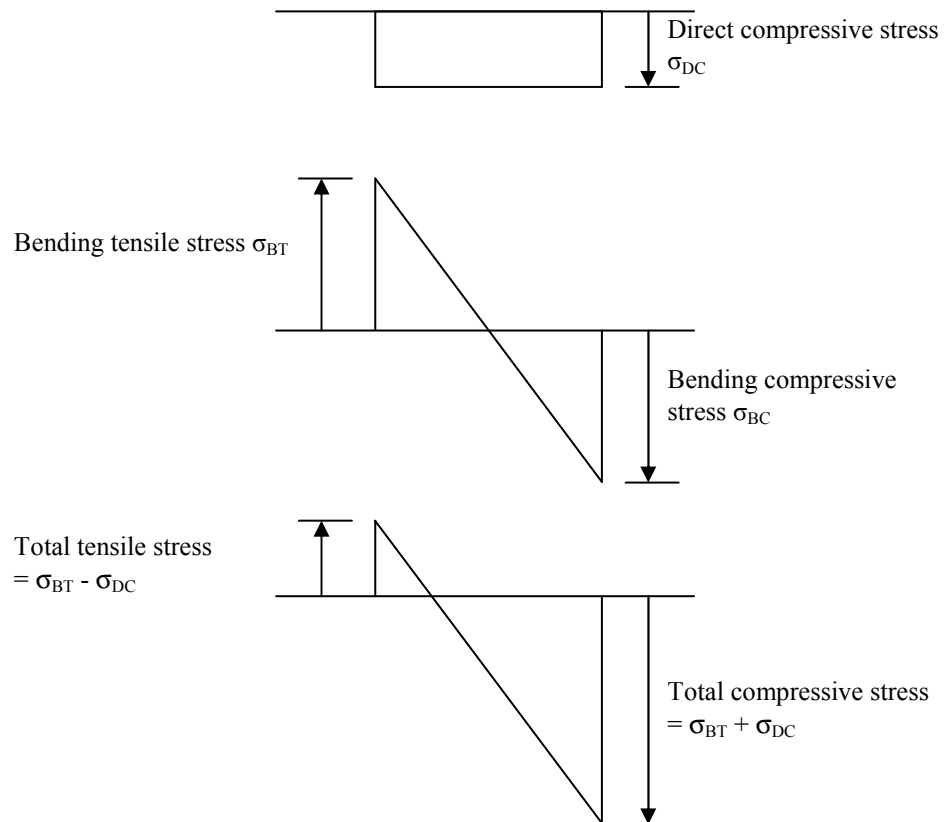 Direct compressive stress
σDC
Bending tensile stress σBT
Bending compressive
stress σBC
Total tensile stress
= σBT - σDC
Total compressive stress
= σBT + σDC